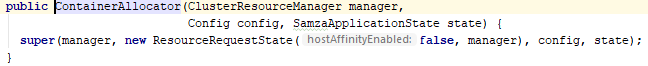 public ContainerAllocator(ClusterResourceManager manager,
Config config, SamzaApplicationState state) {
super(manager, new ResourceRequestState( hostAffinityEnabled: false, manager), config, state);
}